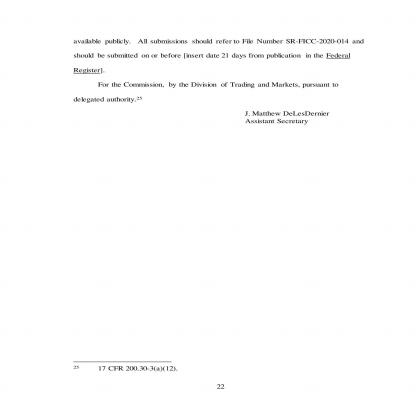 available publicly. All submissions should refer to File Number SR-FICC-2020-014 and
should be submitted on or before [insert date 21 days from publication in the Federal
Register].
For the Commission, by the Division of Trading and Markets, pursuant to
delegated authority.25
J. Matthew DeLesDernier
Assistant Secretary
25 17 CFR 200.30-3(a)(12).
22